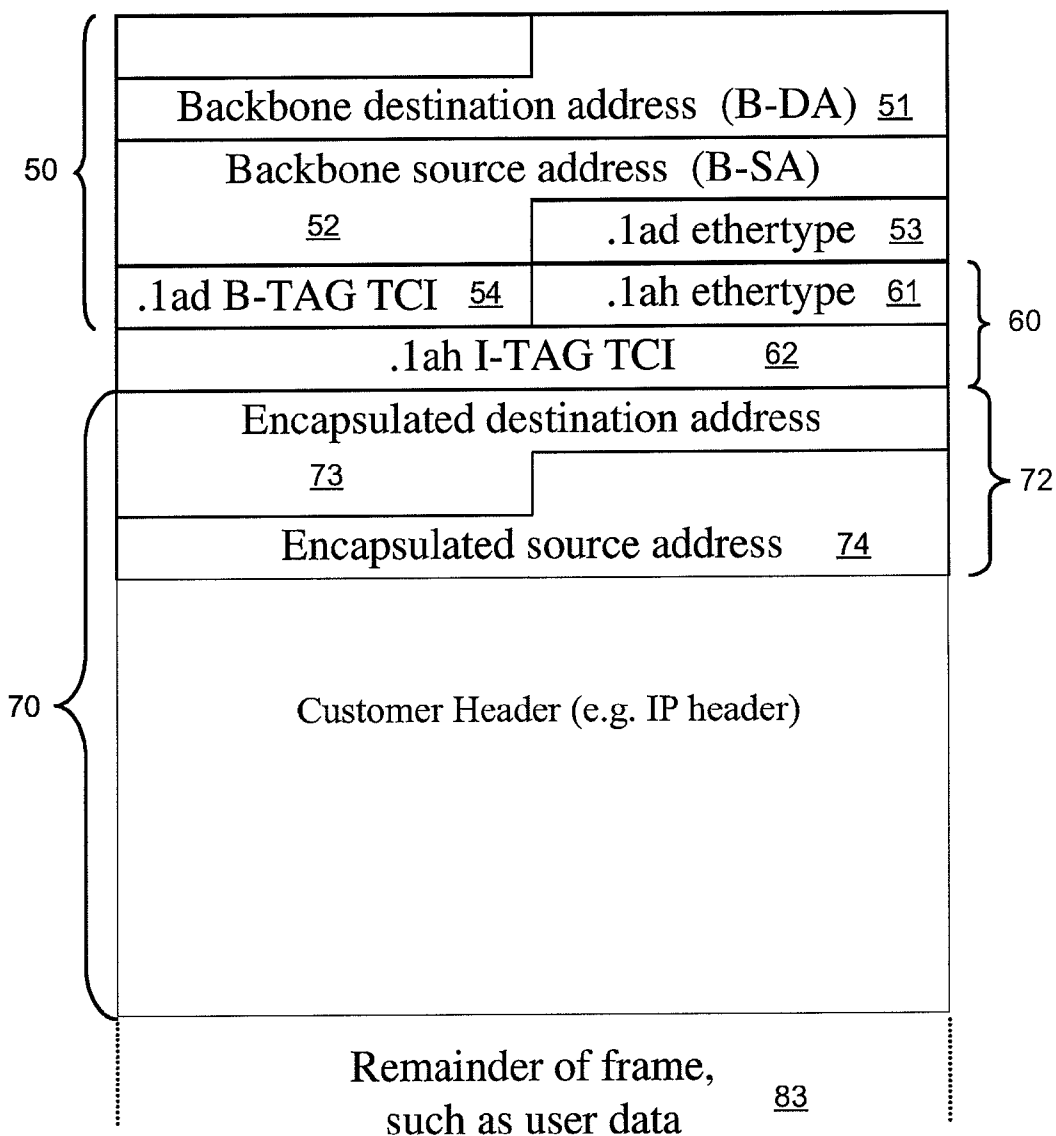 Backbone destination address (B-DA) 51
50
Backbone source address (B-SA)
52
.1ad ethertype 53
.1ad B-TAG TCI 54
.1ah ethertype 61
60
.1ah I-TAG TCI 62
Encapsulated destination address
73
72
Encapsulated source address 74
70
Customer Header (e.g. IP header)
Remainder of frame,
such as user data
83